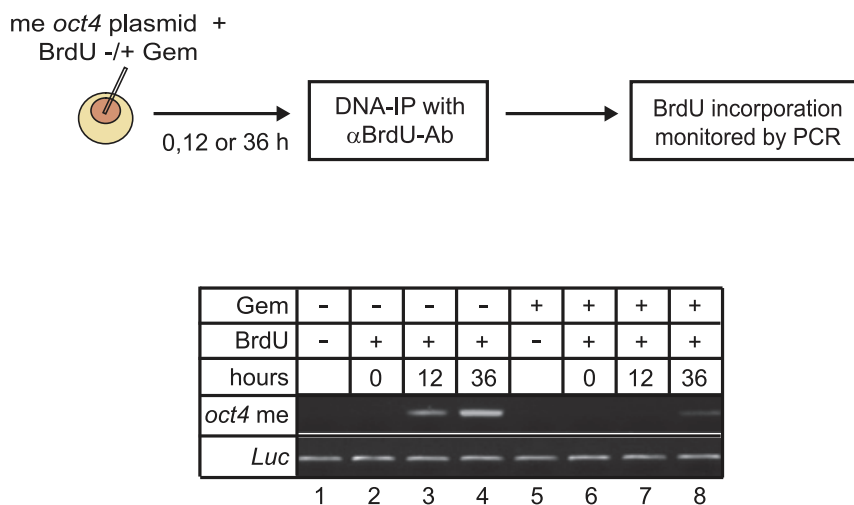 me oct4 plasmid +
BrdU -/+ Gem
0,12 or 36 h
DNA-IP with
αBrdU-Ab
BrdU incorporation
monitored by PCR
Gem - - - - + + + +
BrdU - + + + - + + +
hours 0 12 36 0 12 36
oct4 me
Luc
1 2 3 4 5 6 7 8